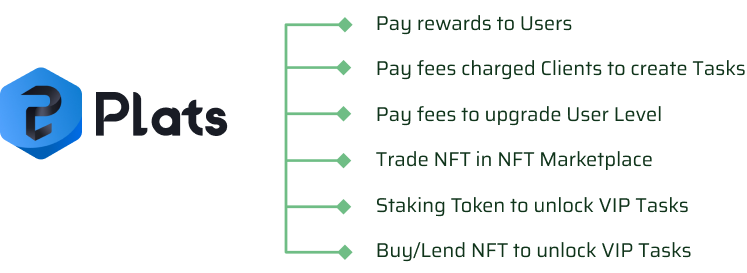 Plats
Pay rewards to Users
Pay fees charged Clients to create Tasks
Pay fees to upgrade User Level
Trade NFT in NFT Marketplace
Staking Token to unlock VIP Tasks
Buy/Lend NFT to unlock VIP Tasks